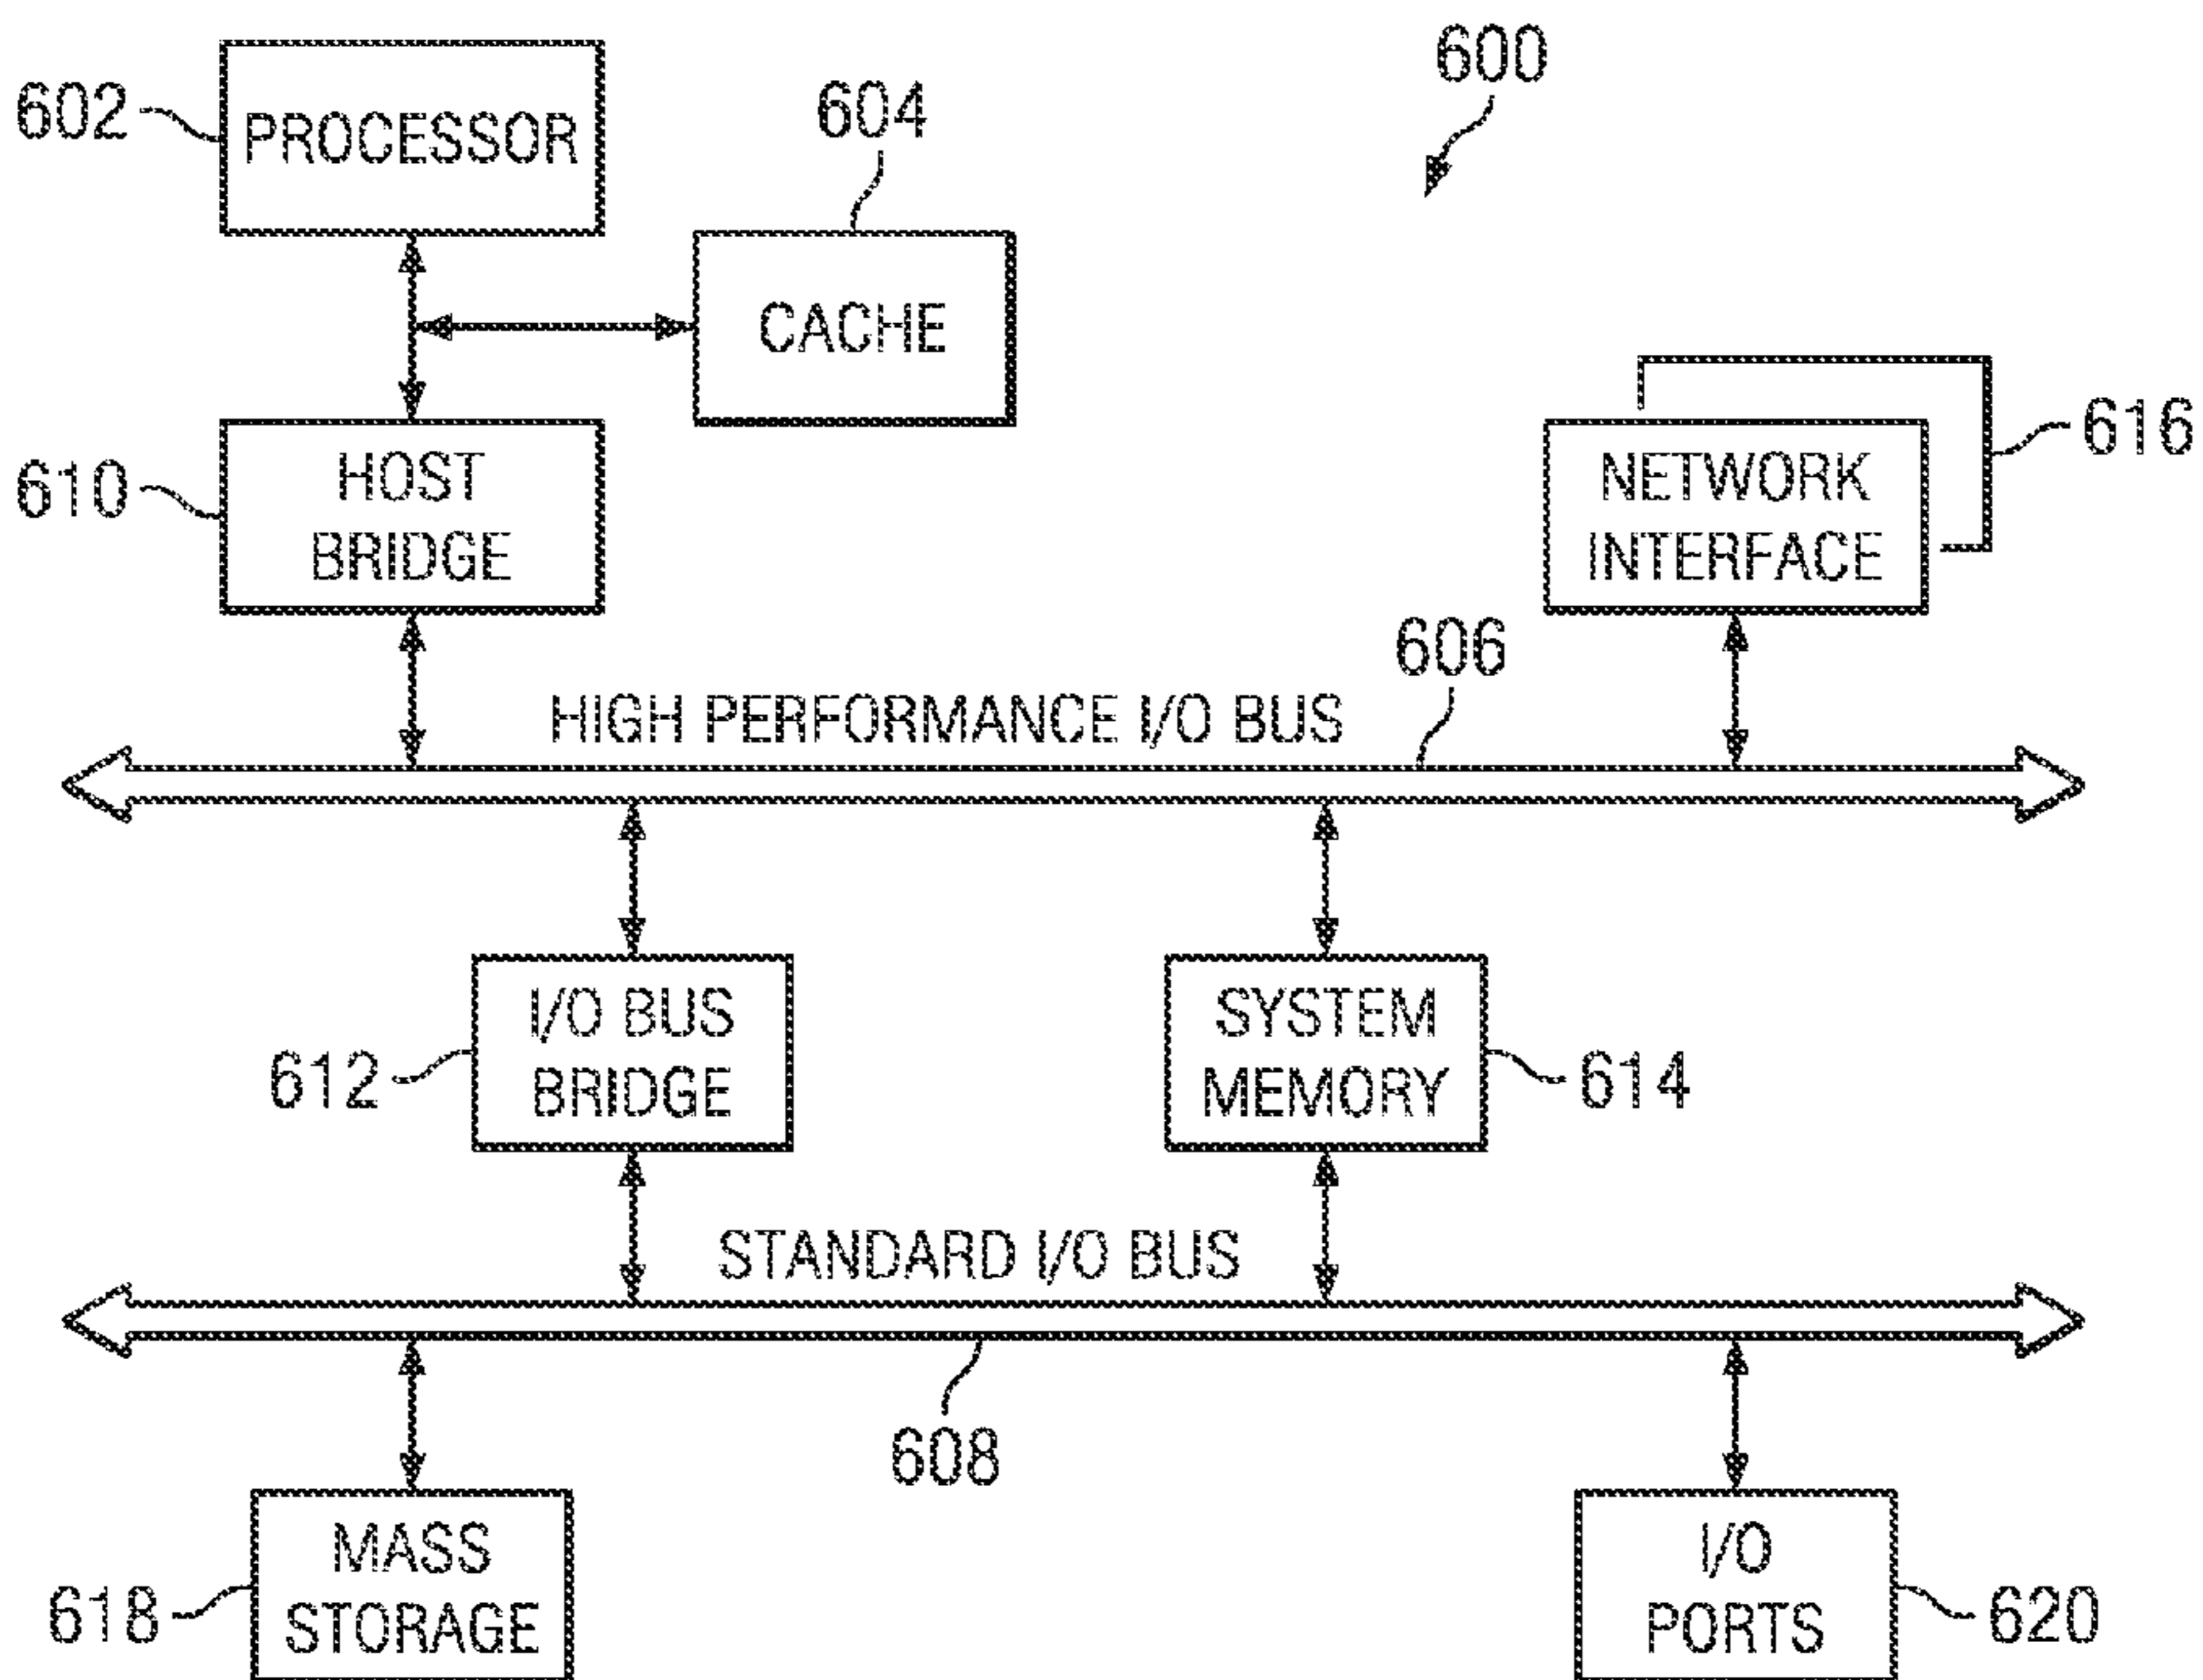 600
602
PROCESSOR
604
CACHE
610
HOST
BRIDGE
616
NETWORK
INTERFACE
606
HIGH PERFORMANCE I/O BUS
612
I/O BUS
BRIDGE
SYSTEM
MEMORY
614
STANDARD I/O BUS
608
618
MASS
STORAGE
I/O
PORTS
620